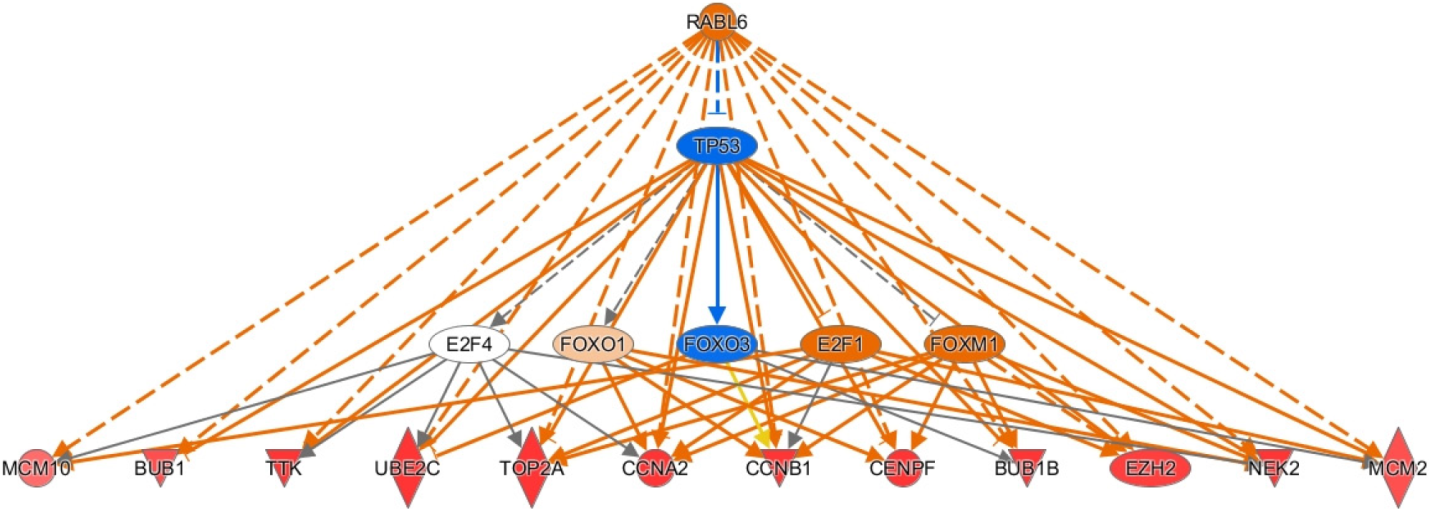 RABL6
TP53
E2F4 FOXO1 FOXO3 E2F1 FOXM1
MCM10 BUB1 TTK UBE2C TOP2A CCNA2 CCNB1 CENPF BUB1B EZH2 NEK2 MCM2